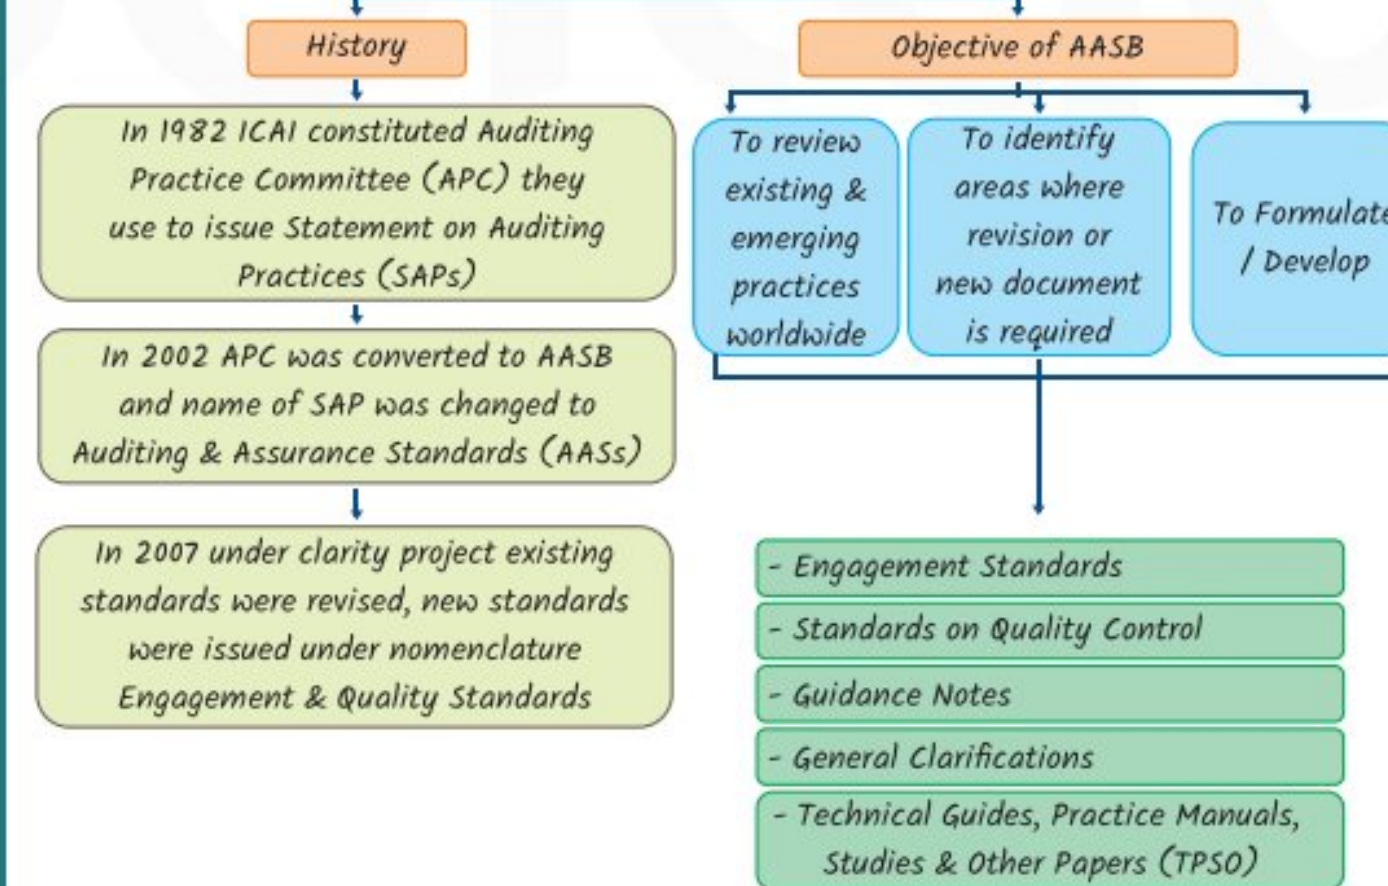 History
In 1982 ICAI constituted Auditing
Practice Committee (APC) they
use to issue Statement on Auditing
Practices (SAPs)
In 2002 APC was converted to AASB
and name of SAP was changed to
Auditing & Assurance Standards (AASs)
In 2007 under clarity project existing
standards were revised, new standards
were issued under nomenclature
Engagement & Quality Standards
Objective of AASB
To review
existing &
emerging
practices
worldwide
To identify
areas where
revision or
new document
is required
To Formulate
/ Develop
- Engagement Standards
- Standards on Quality Control
- Guidance Notes
- General Clarifications
- Technical Guides, Practice Manuals,
Studies & Other Papers (TPSO)